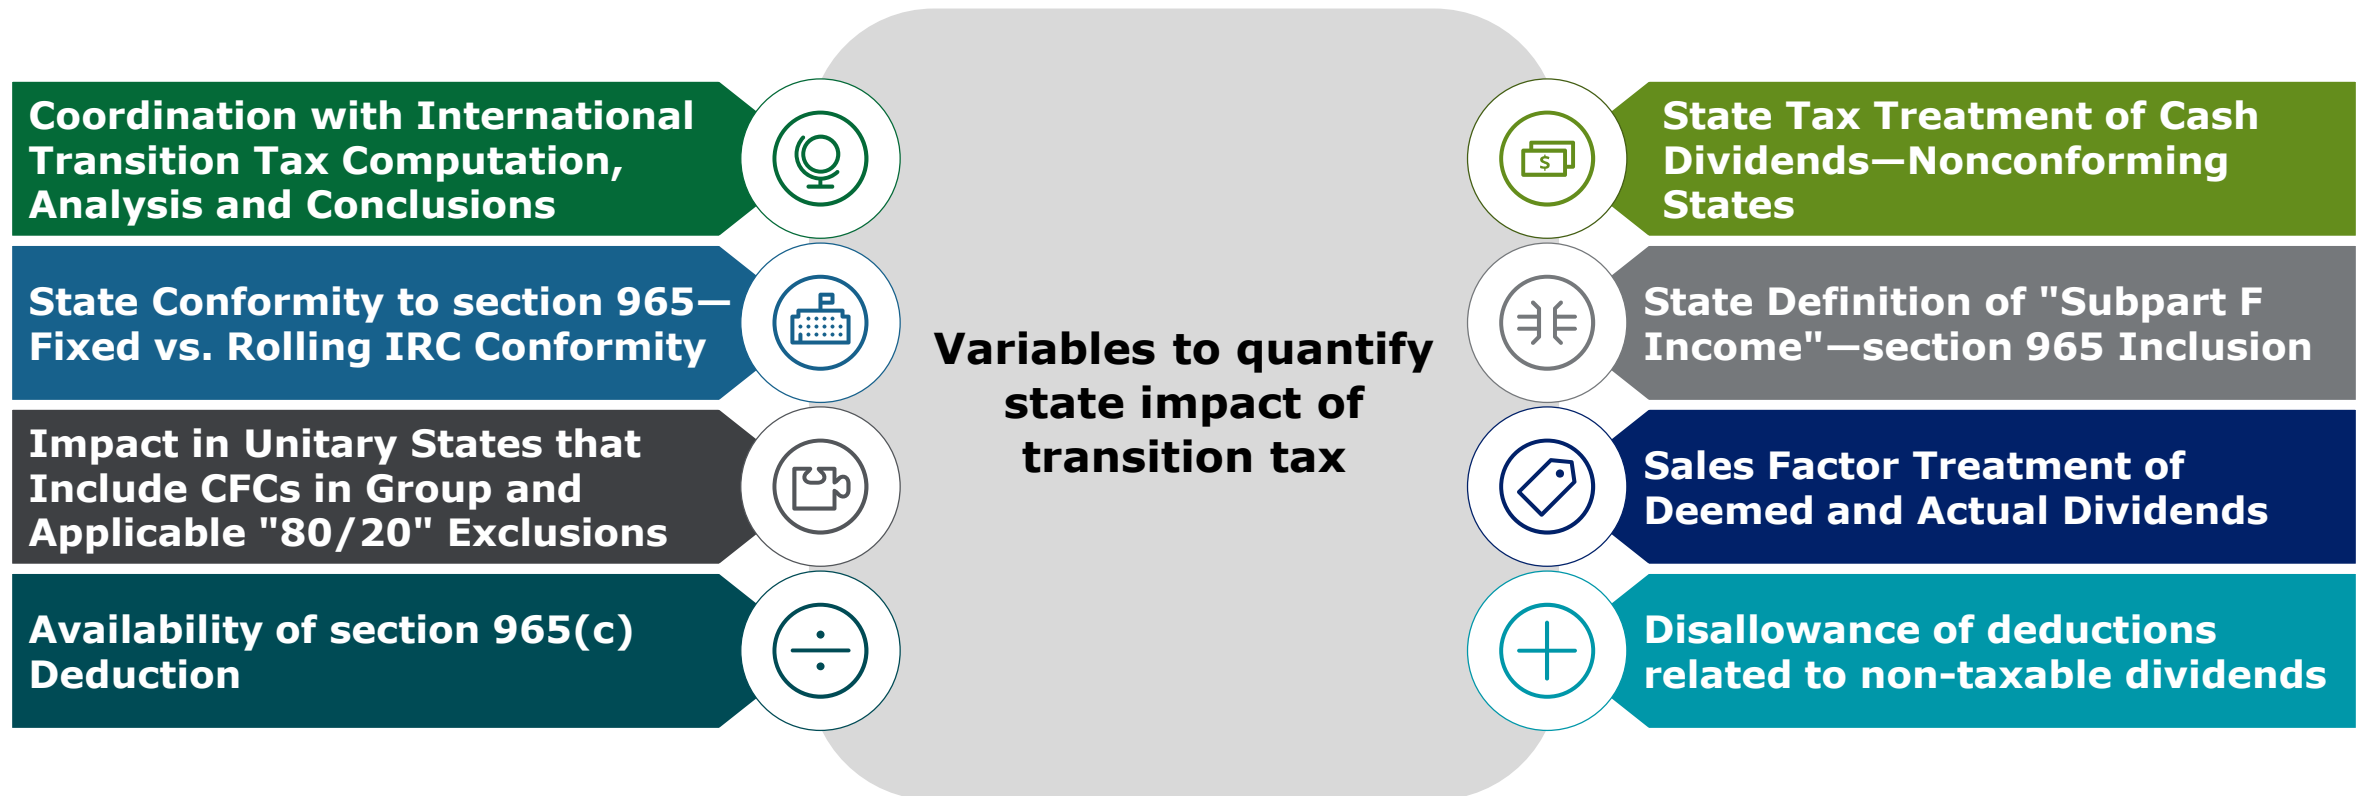 Coordination with International
Transition Tax Computation,
Analysis and Conclusions
State Conformity to section 965—
Fixed vs. Rolling IRC Conformity
Impact in Unitary States that
Include CFCs in Group and
Applicable "80/20" Exclusions
Availability of section 965(c)
Deduction
Variables to quantify
state impact of
transition tax
$
State Tax Treatment of Cash
Dividends—Nonconforming
States
State Definition of "Subpart F
Income"—section 965 Inclusion
Sales Factor Treatment of
Deemed and Actual Dividends
Disallowance of deductions
related to non-taxable dividends